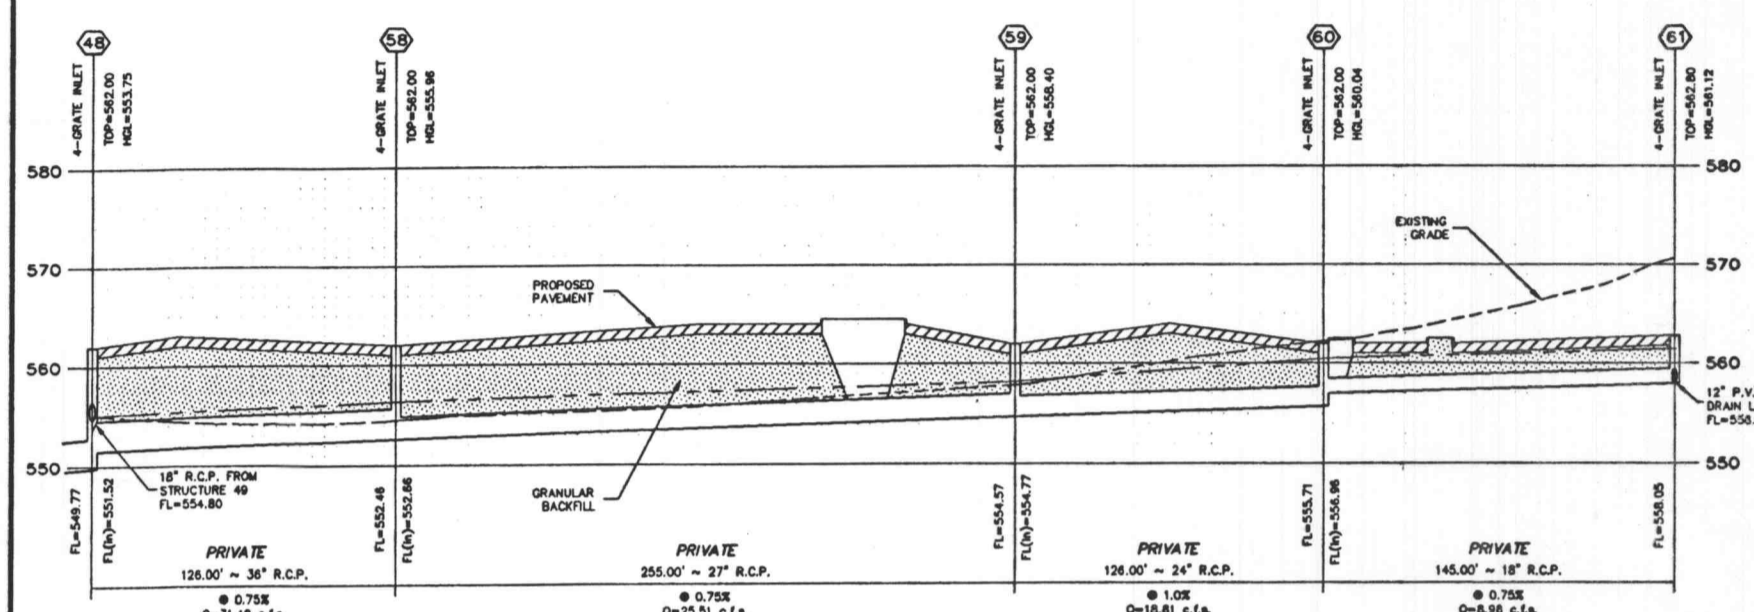 48
58
59
60
61
4-GRATE INLET
TOP=562.00
HGL=553.75
4-GRATE INLET
TOP=562.00
HGL=555.96
4-GRATE INLET
TOP=562.00
HGL=558.40
4-GRATE INLET
TOP=562.00
HGL=560.04
4-GRATE INLET
TOP=562.80
HGL=561.12
580
580
570
570
560
560
550
550
EXISTING
GRADE
PROPOSED
PAVEMENT
12" P.V.
DRAIN L
FL=558.
18" R.C.P. FROM
STRUCTURE 49
FL=554.80
GRANULAR
BACKFILL
FL=549.77
FL(in)=551.52
FL=552.46
FL(in)=552.66
FL=554.57
FL(in)=554.77
FL=555.71
FL(in)=556.96
FL=558.05
PRIVATE
126.00' ~ 36" R.C.P.
@ 0.75%
PRIVATE
255.00' ~ 27" R.C.P.
@ 0.75%
Q=25.51 c.f.s.
PRIVATE
126.00' ~ 24" R.C.P.
@ 1.0%
Q=18.81 c.f.s.
PRIVATE
145.00' ~ 18" R.C.P.
@ 0.75%
Q=8.98 c.f.s.